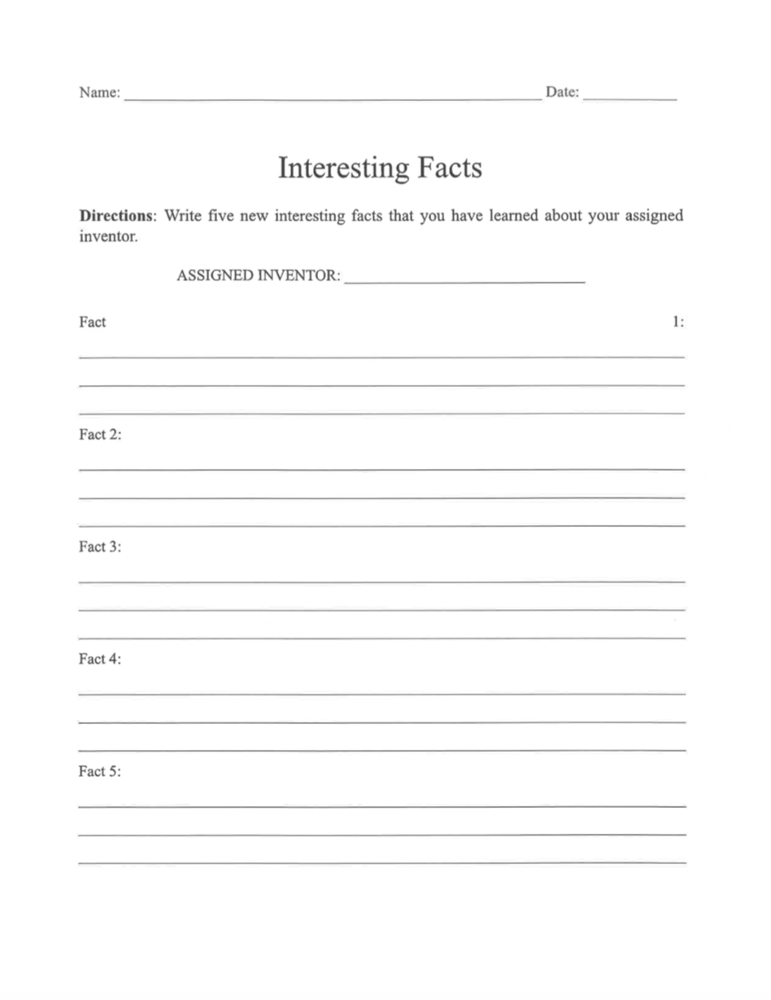 Name: ______________________________ Date: __________
Interesting Facts
Directions: Write five new interesting facts that you have learned about your assigned
inventor.
ASSIGNED INVENTOR: ______________________________
Fact 1:
Fact 2:
Fact 3:
Fact 4:
Fact 5: